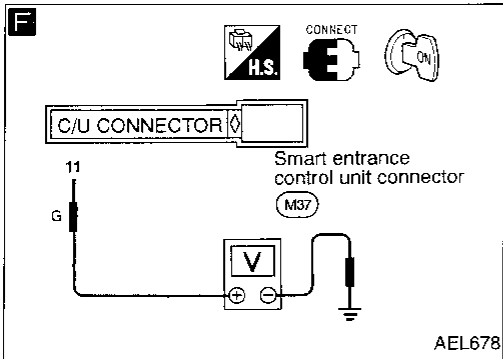 F
CONNECT
H.S.
ON
C/U CONNECTOR
Smart entrance
control unit connector
M37
11
G
V
+ −
AEL678